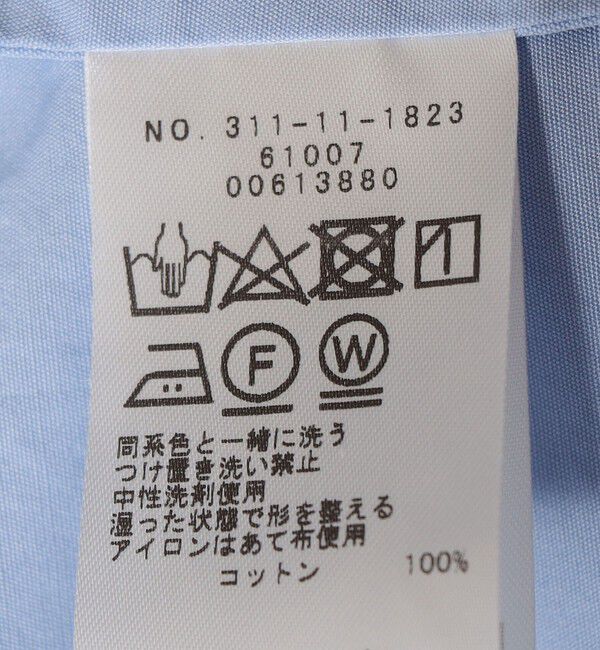 NO. 311-11-1823
61007
00613880
F W
同系色と一緒に洗う
つけ置き洗い禁止
中性洗剤使用
湿った状態で形を整える
アイロンはあて布使用
コットン 100%